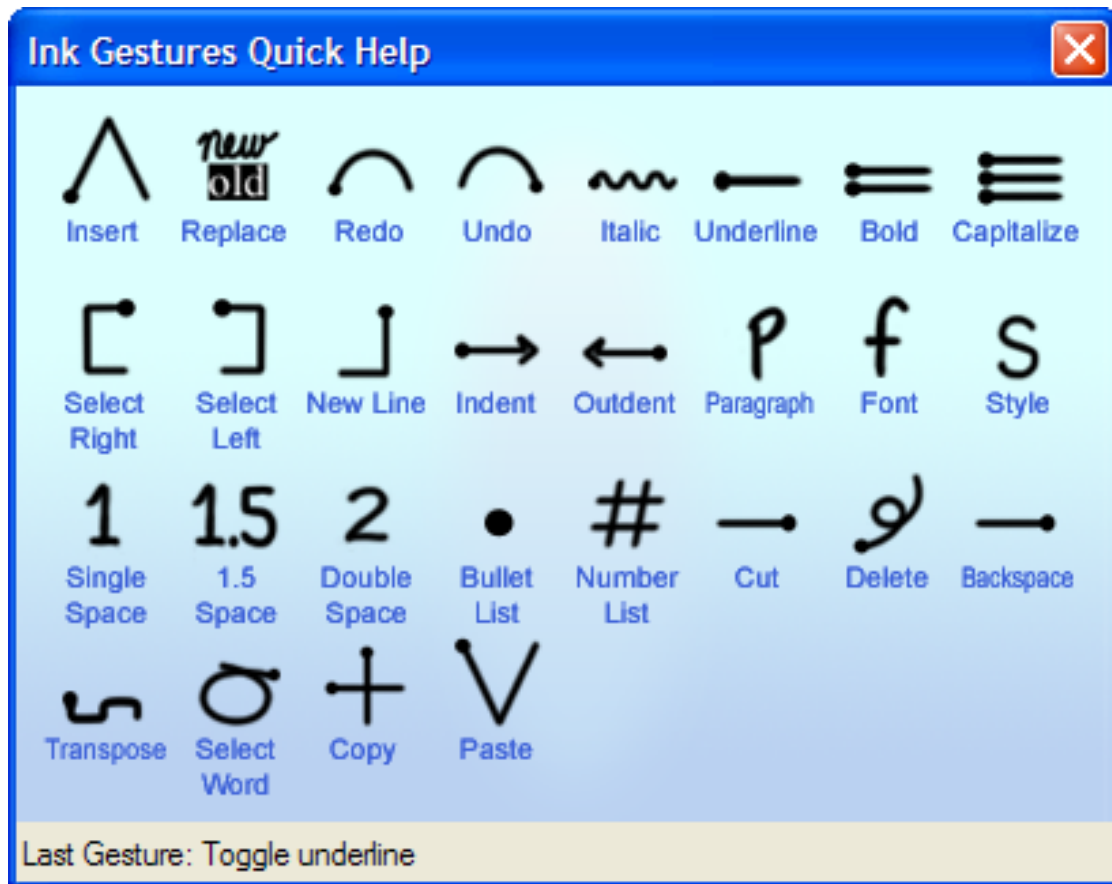 Ink Gestures Quick Help
new
old
Insert Replace Redo Undo Italic Underline Bold Capitalize
p f s
Select Right Select Left New Line Indent Outdent Paragraph Font Style
1 1.5 2 • #
Single Space 1.5 Space Double Space Bullet List Number List Cut Delete Backspace
Transpose Select Word Copy Paste
Last Gesture: Toggle underline